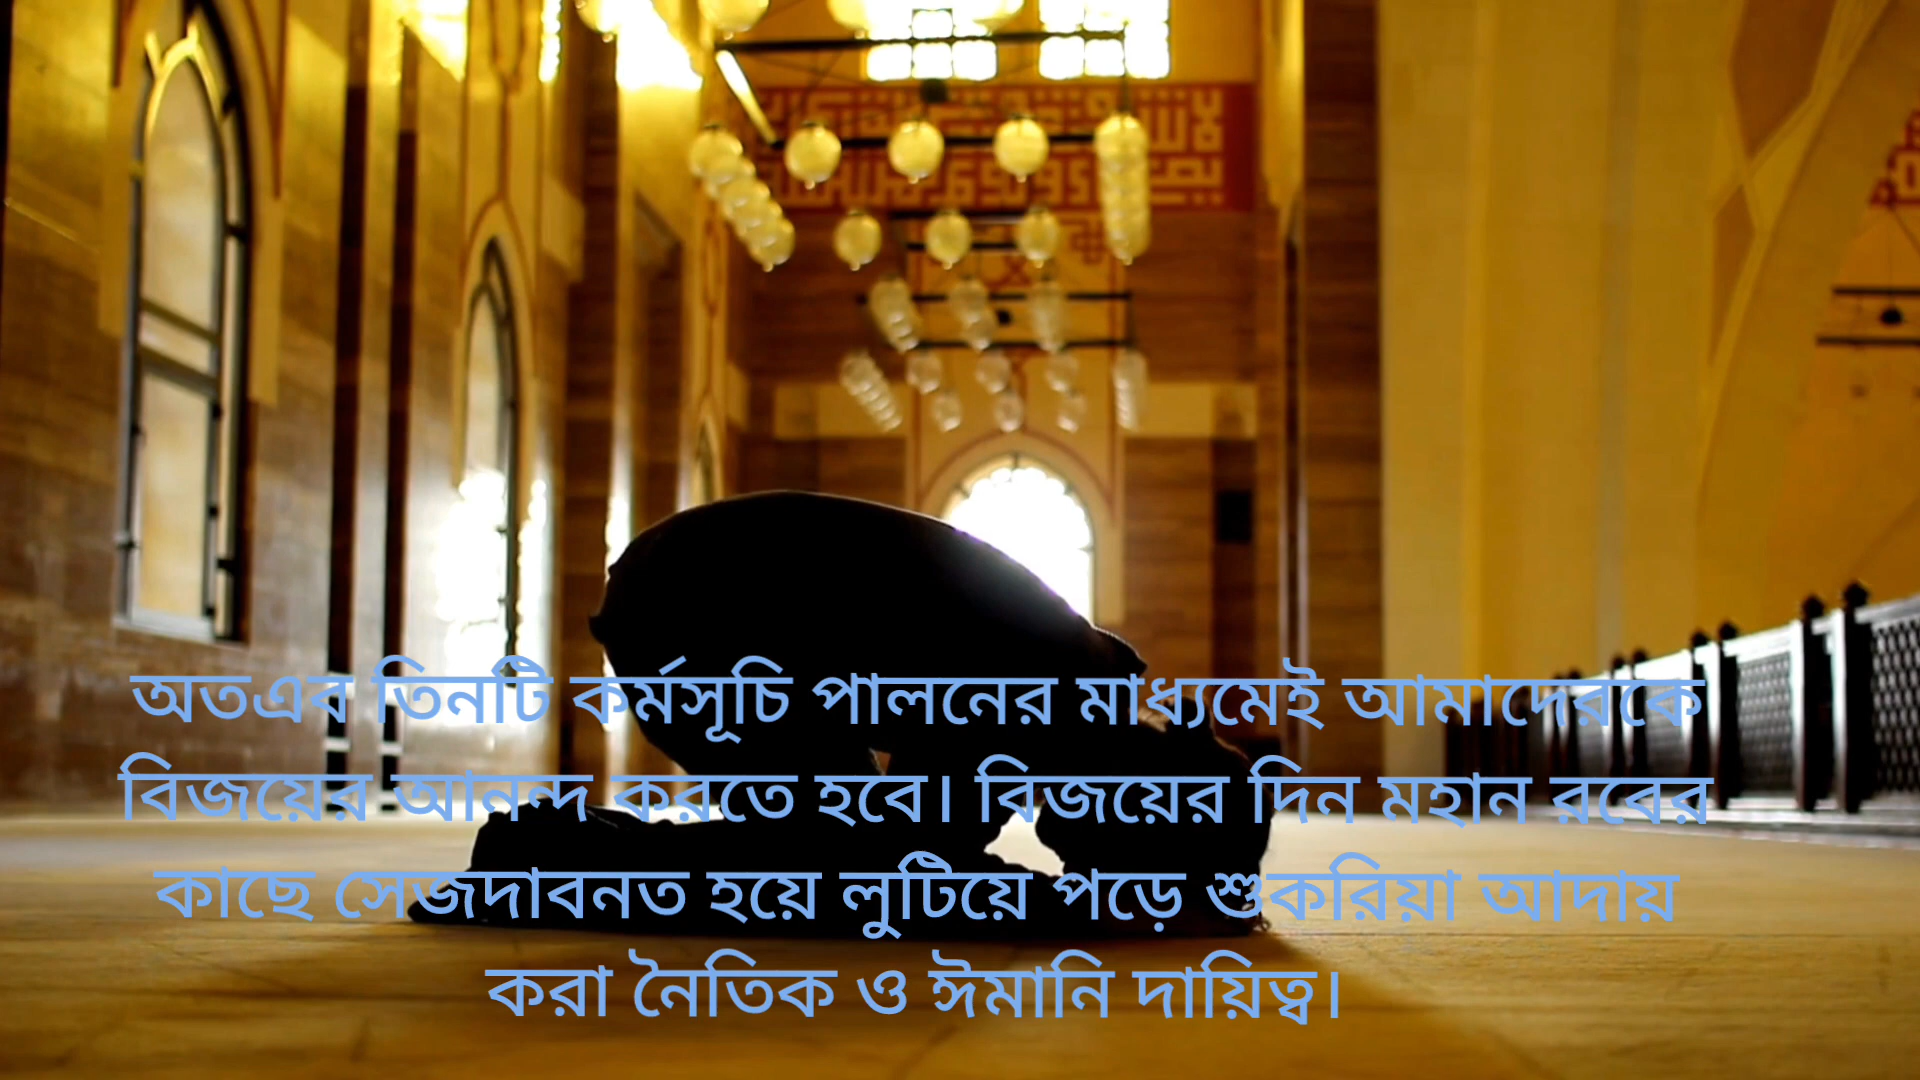 অতএব তিনটি কর্মসূচি পালনের মাধ্যমেই আমাদেরকে
বিজয়ের আনন্দ করতে হবে। বিজয়ের দিন মহান রবের
কাছে সেজদাবনত হয়ে লুটিয়ে পড়ে শুকরিয়া আদায়
করা নৈতিক ও ঈমানি দায়িত্ব।